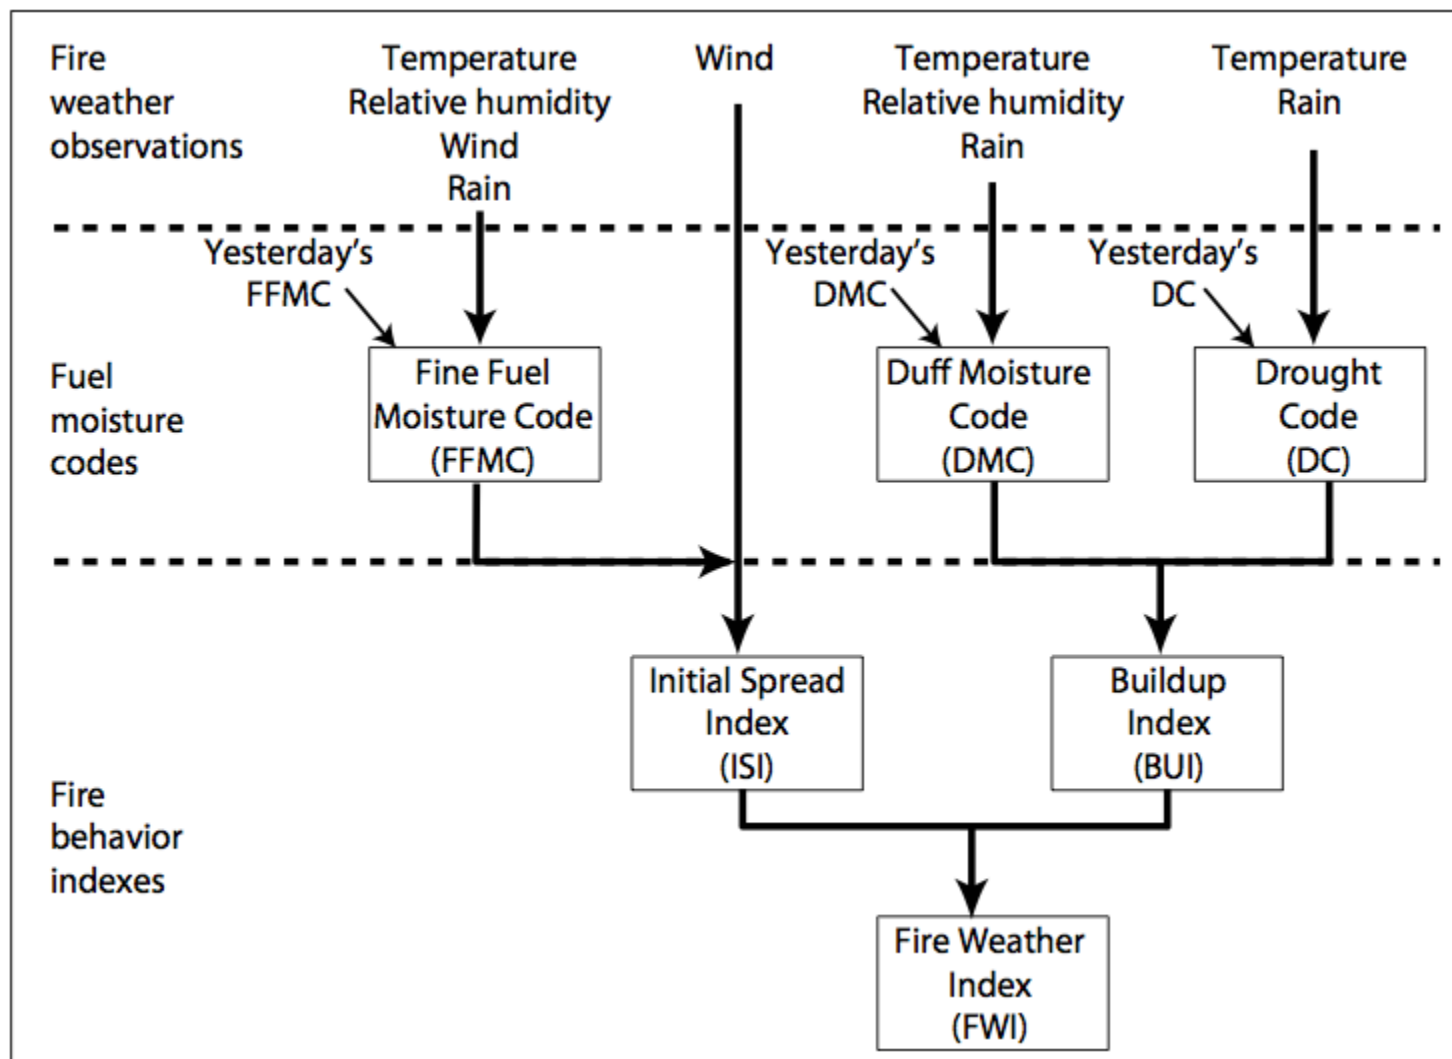 Fire
weather
observations
Temperature
Relative humidity
Wind
Rain
Wind
Temperature
Relative humidity
Rain
Temperature
Rain
Fuel
moisture
codes
Yesterday's
FFMC
Fine Fuel
Moisture Code
(FFMC)
Yesterday's
DMC
Duff Moisture
Code
(DMC)
Yesterday's
DC
Drought
Code
(DC)
Fire
behavior
indexes
Initial Spread
Index
(ISI)
Buildup
Index
(BUI)
Fire Weather
Index
(FWI)